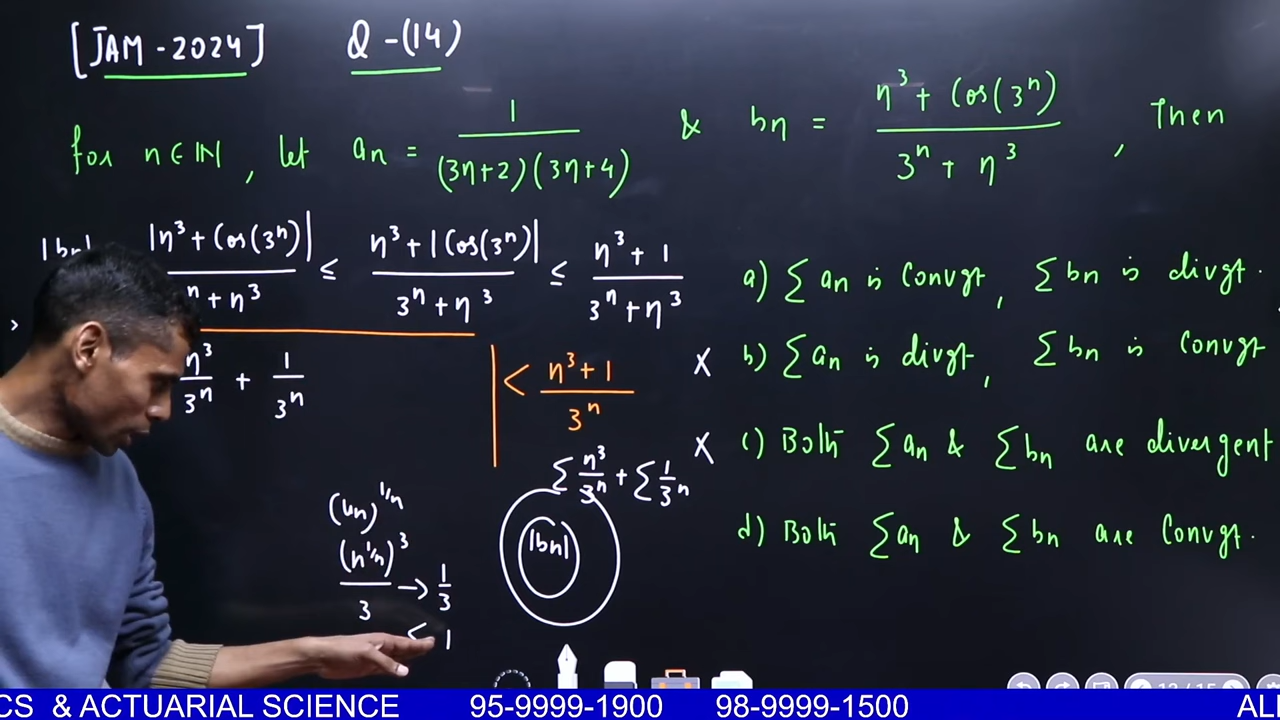 [JAM - 2024] Q - (14)
for n ∈ IN, let an = 1 / (3n+2)(3n+4) & bn = n³ + Cos(3ⁿ) / 3ⁿ + n³ , Then
|bn| |n³ + Cos(3ⁿ)| / ⁿ + n³ ≤ n³ + |Cos(3ⁿ)| / 3ⁿ + n³ ≤ n³ + 1 / 3ⁿ + n³
a) Σ an is Convgt, Σ bn is divgt.
n³/3ⁿ + 1/3ⁿ
< n³+1 / 3ⁿ
X b) Σ an is divgt, Σ bn is Convgt
X c) Both Σ an & Σ bn are divergent
Σ n³/3ⁿ + Σ 1/3ⁿ
d) Both Σ an & Σ bn are Convgt.
(un)^1/n
(n^1/n)³ / 3 → 1/3
< 1
|bn|
CS & ACTUARIAL SCIENCE 95-9999-1900 98-9999-1500 AL